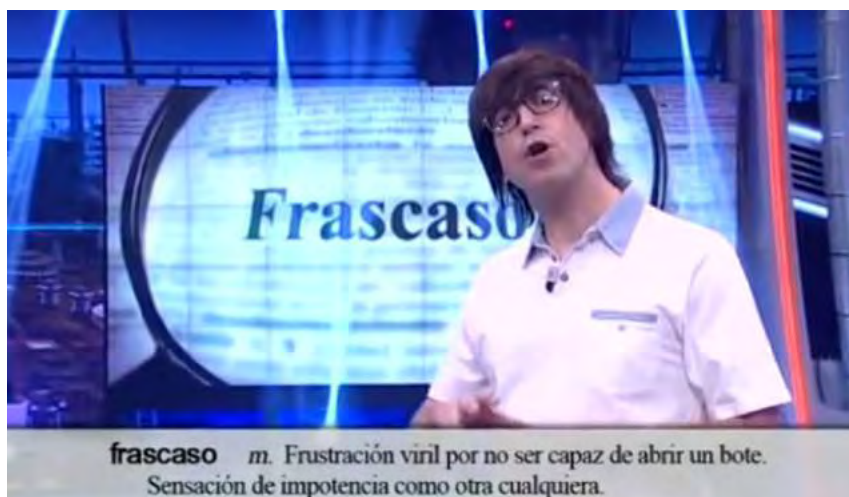 Frascaso
frascaso m. Frustración viril por no ser capaz de abrir un bote.
Sensación de impotencia como otra cualquiera.